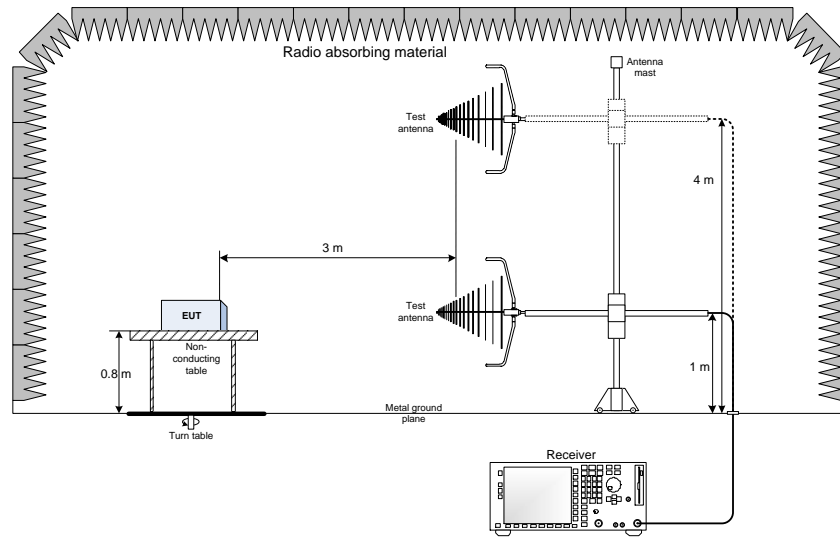 Radio absorbing material
Antenna
mast
Test
antenna
4 m
3 m
Test
antenna
EUT
Non-
conducting
table
0.8 m
1 m
Metal ground
plane
Turn table
Receiver